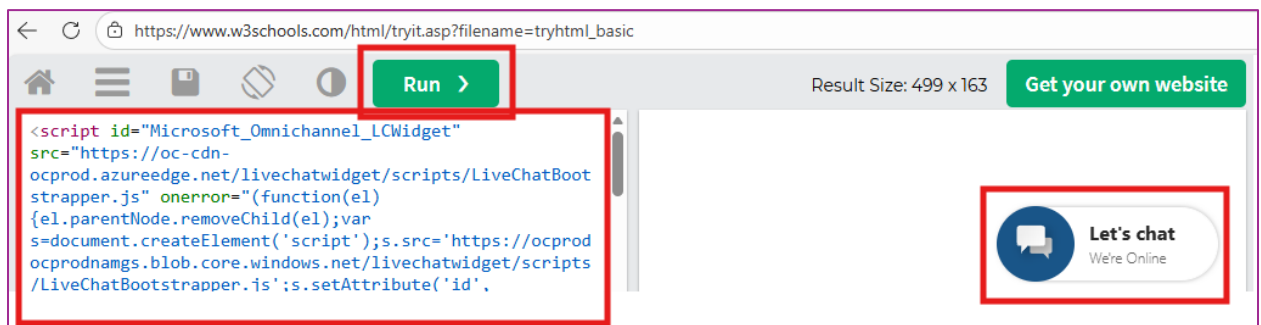 https://www.w3schools.com/html/tryit.asp?filename=tryhtml_basic
Run ❯
Result Size: 499 x 163
Get your own website
<script id="Microsoft_Omnichannel_LCWidget"
src="https://oc-cdn-
ocprod.azureedge.net/livechatwidget/scripts/LiveChatBoot
strapper.js" onerror="(function(el)
{el.parentNode.removeChild(el);var
s=document.createElement('script');s.src='https://ocprod
ocprodnamgs.blob.core.windows.net/livechatwidget/scripts
/LiveChatBootstrapper.js';s.setAttribute('id',
Let's chat
We're Online